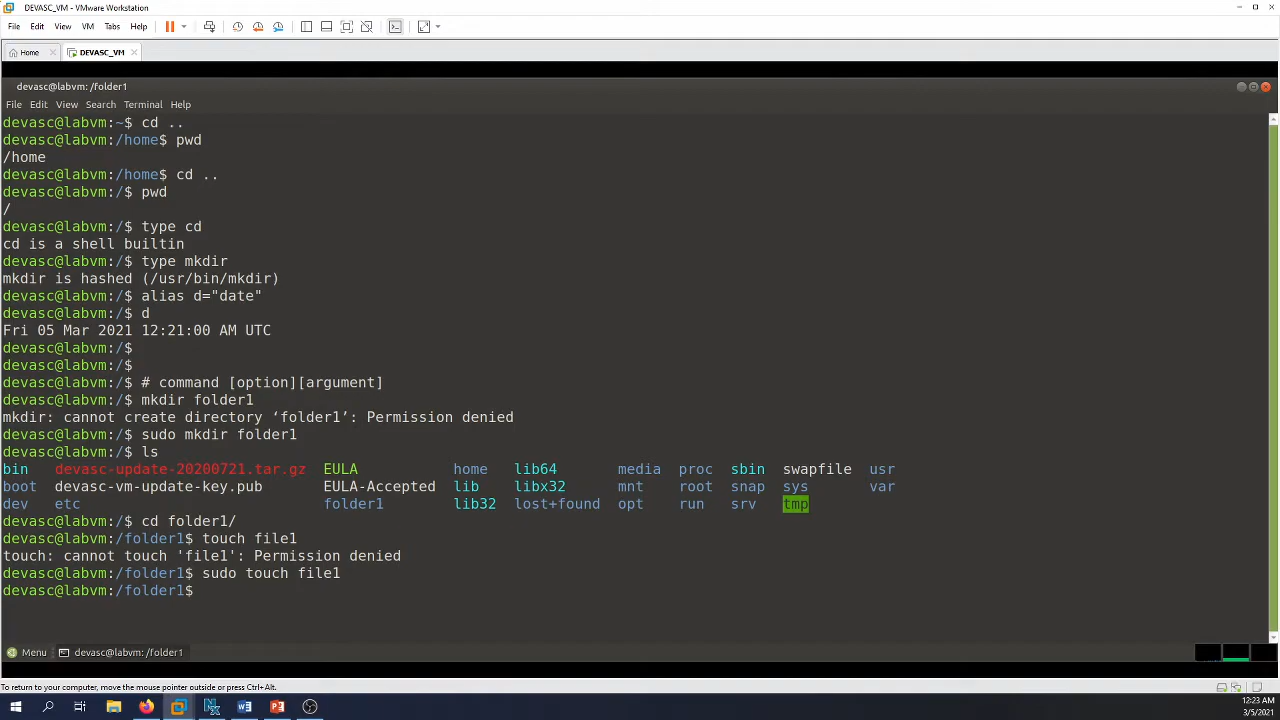 DEVASC_VM - VMware Workstation
File Edit View VM Tabs Help
Home DEVASC_VM
devasc@labvm: /folder1
File Edit View Search Terminal Help
devasc@labvm:~$ cd ..
devasc@labvm:/home$ pwd
/home
devasc@labvm:/home$ cd ..
devasc@labvm:/$ pwd
/
devasc@labvm:/$ type cd
cd is a shell builtin
devasc@labvm:/$ type mkdir
mkdir is hashed (/usr/bin/mkdir)
devasc@labvm:/$ alias d="date"
devasc@labvm:/$ d
Fri 05 Mar 2021 12:21:00 AM UTC
devasc@labvm:/$
devasc@labvm:/$
devasc@labvm:/$ # command [option][argument]
devasc@labvm:/$ mkdir folder1
mkdir: cannot create directory ‘folder1’: Permission denied
devasc@labvm:/$ sudo mkdir folder1
devasc@labvm:/$ ls
bin devasc-update-20200721.tar.gz EULA home lib64 media proc sbin swapfile usr
boot devasc-vm-update-key.pub EULA-Accepted lib libx32 mnt root snap sys var
dev etc folder1 lib32 lost+found opt run srv tmp
devasc@labvm:/$ cd folder1/
devasc@labvm:/folder1$ touch file1
touch: cannot touch 'file1': Permission denied
devasc@labvm:/folder1$ sudo touch file1
devasc@labvm:/folder1$
Menu devasc@labvm: /folder1
To return to your computer, move the mouse pointer outside or press Ctrl+Alt.
12:23 AM
3/5/2021